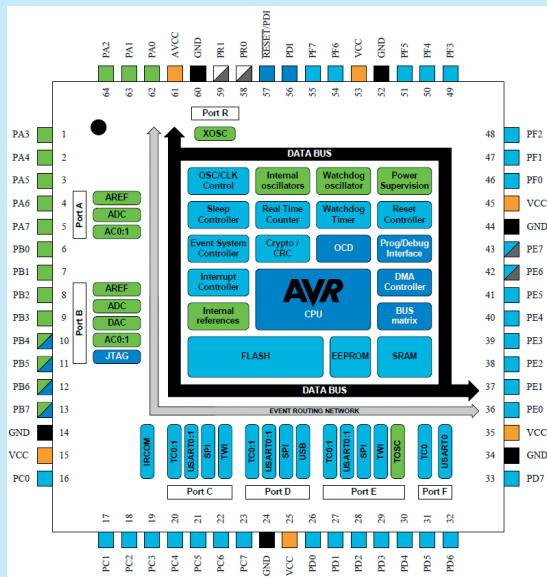 PA2 PA1 PA0 AVCC GND PR1 PR0 RESET/PDI PDI PF7 PF6 VCC GND PF5 PF4 PF3
64 63 62 61 60 59 58 57 56 55 54 53 52 51 50 49
Port R
XOSC
DATA BUS
PA3 1
PA4 2
PA5 3
PA6 4
PA7 5
PB0 6
PB1 7
PB2 8
PB3 9
PB4 10
PB5 11
PB6 12
PB7 13
GND 14
VCC 15
PC0 16
Port A
AREF
ADC
AC0:1
Port B
AREF
ADC
DAC
AC0:1
JTAG
OSC/CLK
Control
Internal
oscillators
Watchdog
oscillator
Power
Supervision
Sleep
Controller
Real Time
Counter
Watchdog
Timer
Reset
Controller
Event System
Controller
Crypto /
CRC
OCD
Prog/Debug
Interface
Interrupt
Controller
AVR
CPU
DMA
Controller
Internal
references
BUS
matrix
FLASH
EEPROM
SRAM
DATA BUS
EVENT ROUTING NETWORK
48 PF2
47 PF1
46 PF0
45 VCC
44 GND
43 PE7
42 PE6
41 PE5
40 PE4
39 PE3
38 PE2
37 PE1
36 PE0
35 VCC
34 GND
33 PD7
IRCOM
TC0:1
USART0:1
SPI
TWI
Port C
TC0:1
USART0:1
SPI
USB
Port D
TC0:1
USART0:1
SPI
TWI
TOSC
Port E
TC0
USART0
Port F
17 18 19 20 21 22 23 24 25 26 27 28 29 30 31 32
PC1 PC2 PC3 PC4 PC5 PC6 PC7 GND VCC PD0 PD1 PD2 PD3 PD4 PD5 PD6